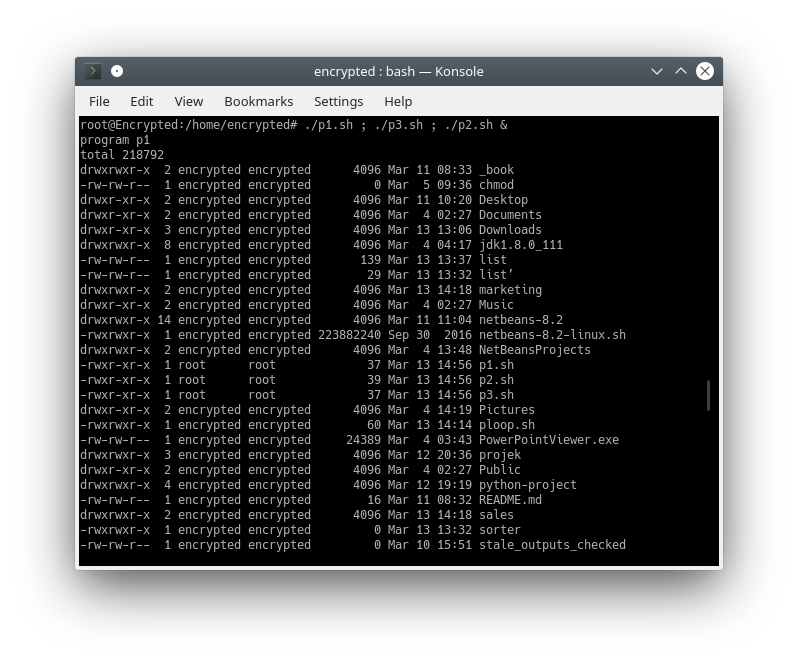 encrypted : bash — Konsole
File Edit View Bookmarks Settings Help
root@Encrypted:/home/encrypted# ./p1.sh ; ./p3.sh ; ./p2.sh &
program p1
total 218792
drwxrwxr-x  2 encrypted encrypted      4096 Mar 11 08:33 _book
-rw-rw-r--  1 encrypted encrypted         0 Mar  5 09:36 chmod
drwxrwxr-x  2 encrypted encrypted      4096 Mar 11 10:20 Desktop
drwxrwxr-x  2 encrypted encrypted      4096 Mar  4 02:27 Documents
drwxrwxr-x  3 encrypted encrypted      4096 Mar 13 13:06 Downloads
drwxrwxr-x  8 encrypted encrypted      4096 Mar  4 04:17 jdk1.8.0_111
-rw-rw-r--  1 encrypted encrypted       139 Mar 13 13:37 list
-rw-rw-r--  1 encrypted encrypted        29 Mar 13 13:32 list’
drwxrwxr-x  2 encrypted encrypted      4096 Mar 13 14:18 marketing
drwxrwxr-x  2 encrypted encrypted      4096 Mar  4 02:27 Music
drwxrwxr-x 14 encrypted encrypted      4096 Mar 11 11:04 netbeans-8.2
-rwxrwxr-x  1 encrypted encrypted 223882240 Sep 30  2016 netbeans-8.2-linux.sh
drwxrwxr-x  2 encrypted encrypted      4096 Mar  4 13:48 NetBeansProjects
-rwxr-xr-x  1 root      root             37 Mar 13 14:56 p1.sh
-rwxr-xr-x  1 root      root             39 Mar 13 14:56 p2.sh
-rwxr-xr-x  1 root      root             37 Mar 13 14:56 p3.sh
drwxrwxr-x  2 encrypted encrypted      4096 Mar  4 14:19 Pictures
-rwxrwxr-x  1 encrypted encrypted        60 Mar 13 14:14 ploop.sh
-rw-rw-r--  1 encrypted encrypted     24389 Mar  4 03:43 PowerPointViewer.exe
drwxrwxr-x  3 encrypted encrypted      4096 Mar 12 20:36 projek
drwxrwxr-x  2 encrypted encrypted      4096 Mar  4 02:27 Public
drwxrwxr-x  4 encrypted encrypted      4096 Mar 12 19:19 python-project
-rw-rw-r--  1 encrypted encrypted        16 Mar 11 08:32 README.md
drwxrwxr-x  2 encrypted encrypted      4096 Mar 13 14:18 sales
-rwxrwxr-x  1 encrypted encrypted         0 Mar 13 13:32 sorter
-rw-rw-r--  1 encrypted encrypted         0 Mar 10 15:51 stale_outputs_checked